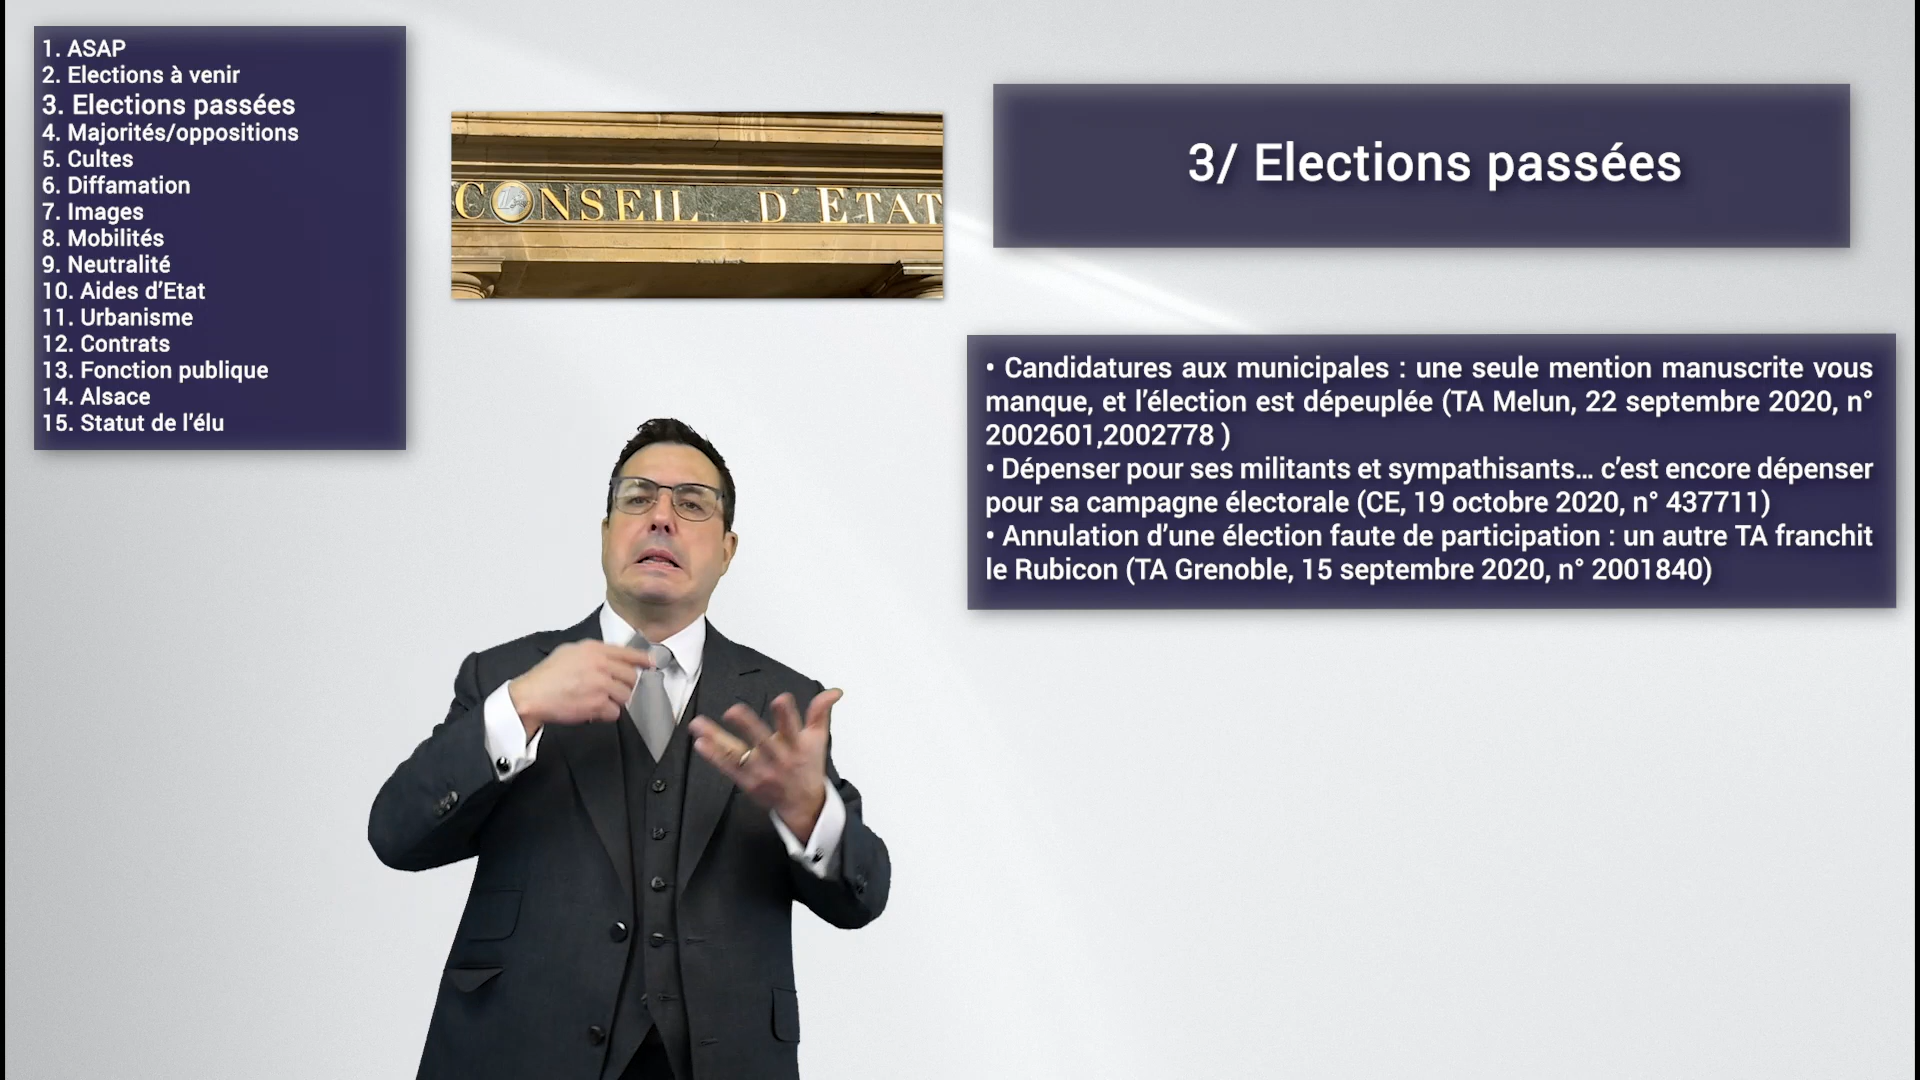 1. ASAP
2. Elections à venir
3. Elections passées
4. Majorités/oppositions
5. Cultes
6. Diffamation
7. Images
8. Mobilités
9. Neutralité
10. Aides d’Etat
11. Urbanisme
12. Contrats
13. Fonction publique
14. Alsace
15. Statut de l’élu
CONSEIL D'ETAT
3/ Elections passées
• Candidatures aux municipales : une seule mention manuscrite vous
manque, et l’élection est dépeuplée (TA Melun, 22 septembre 2020, n°
2002601,2002778 )
• Dépenser pour ses militants et sympathisants... c’est encore dépenser
pour sa campagne électorale (CE, 19 octobre 2020, n° 437711)
• Annulation d’une élection faute de participation : un autre TA franchit
le Rubicon (TA Grenoble, 15 septembre 2020, n° 2001840)